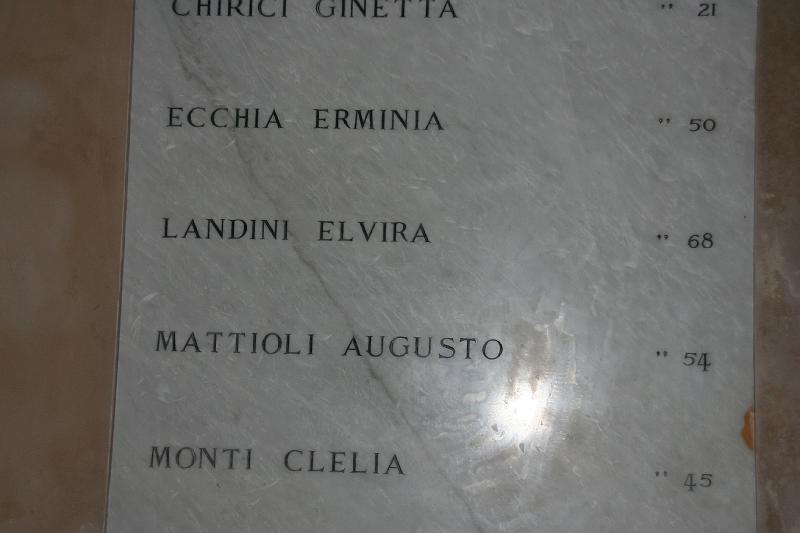 CHIRICI GINETTA " 21
ECCHIA ERMINIA " 50
LANDINI ELVIRA " 68
MATTIOLI AUGUSTO " 54
MONTI CLELIA " 45